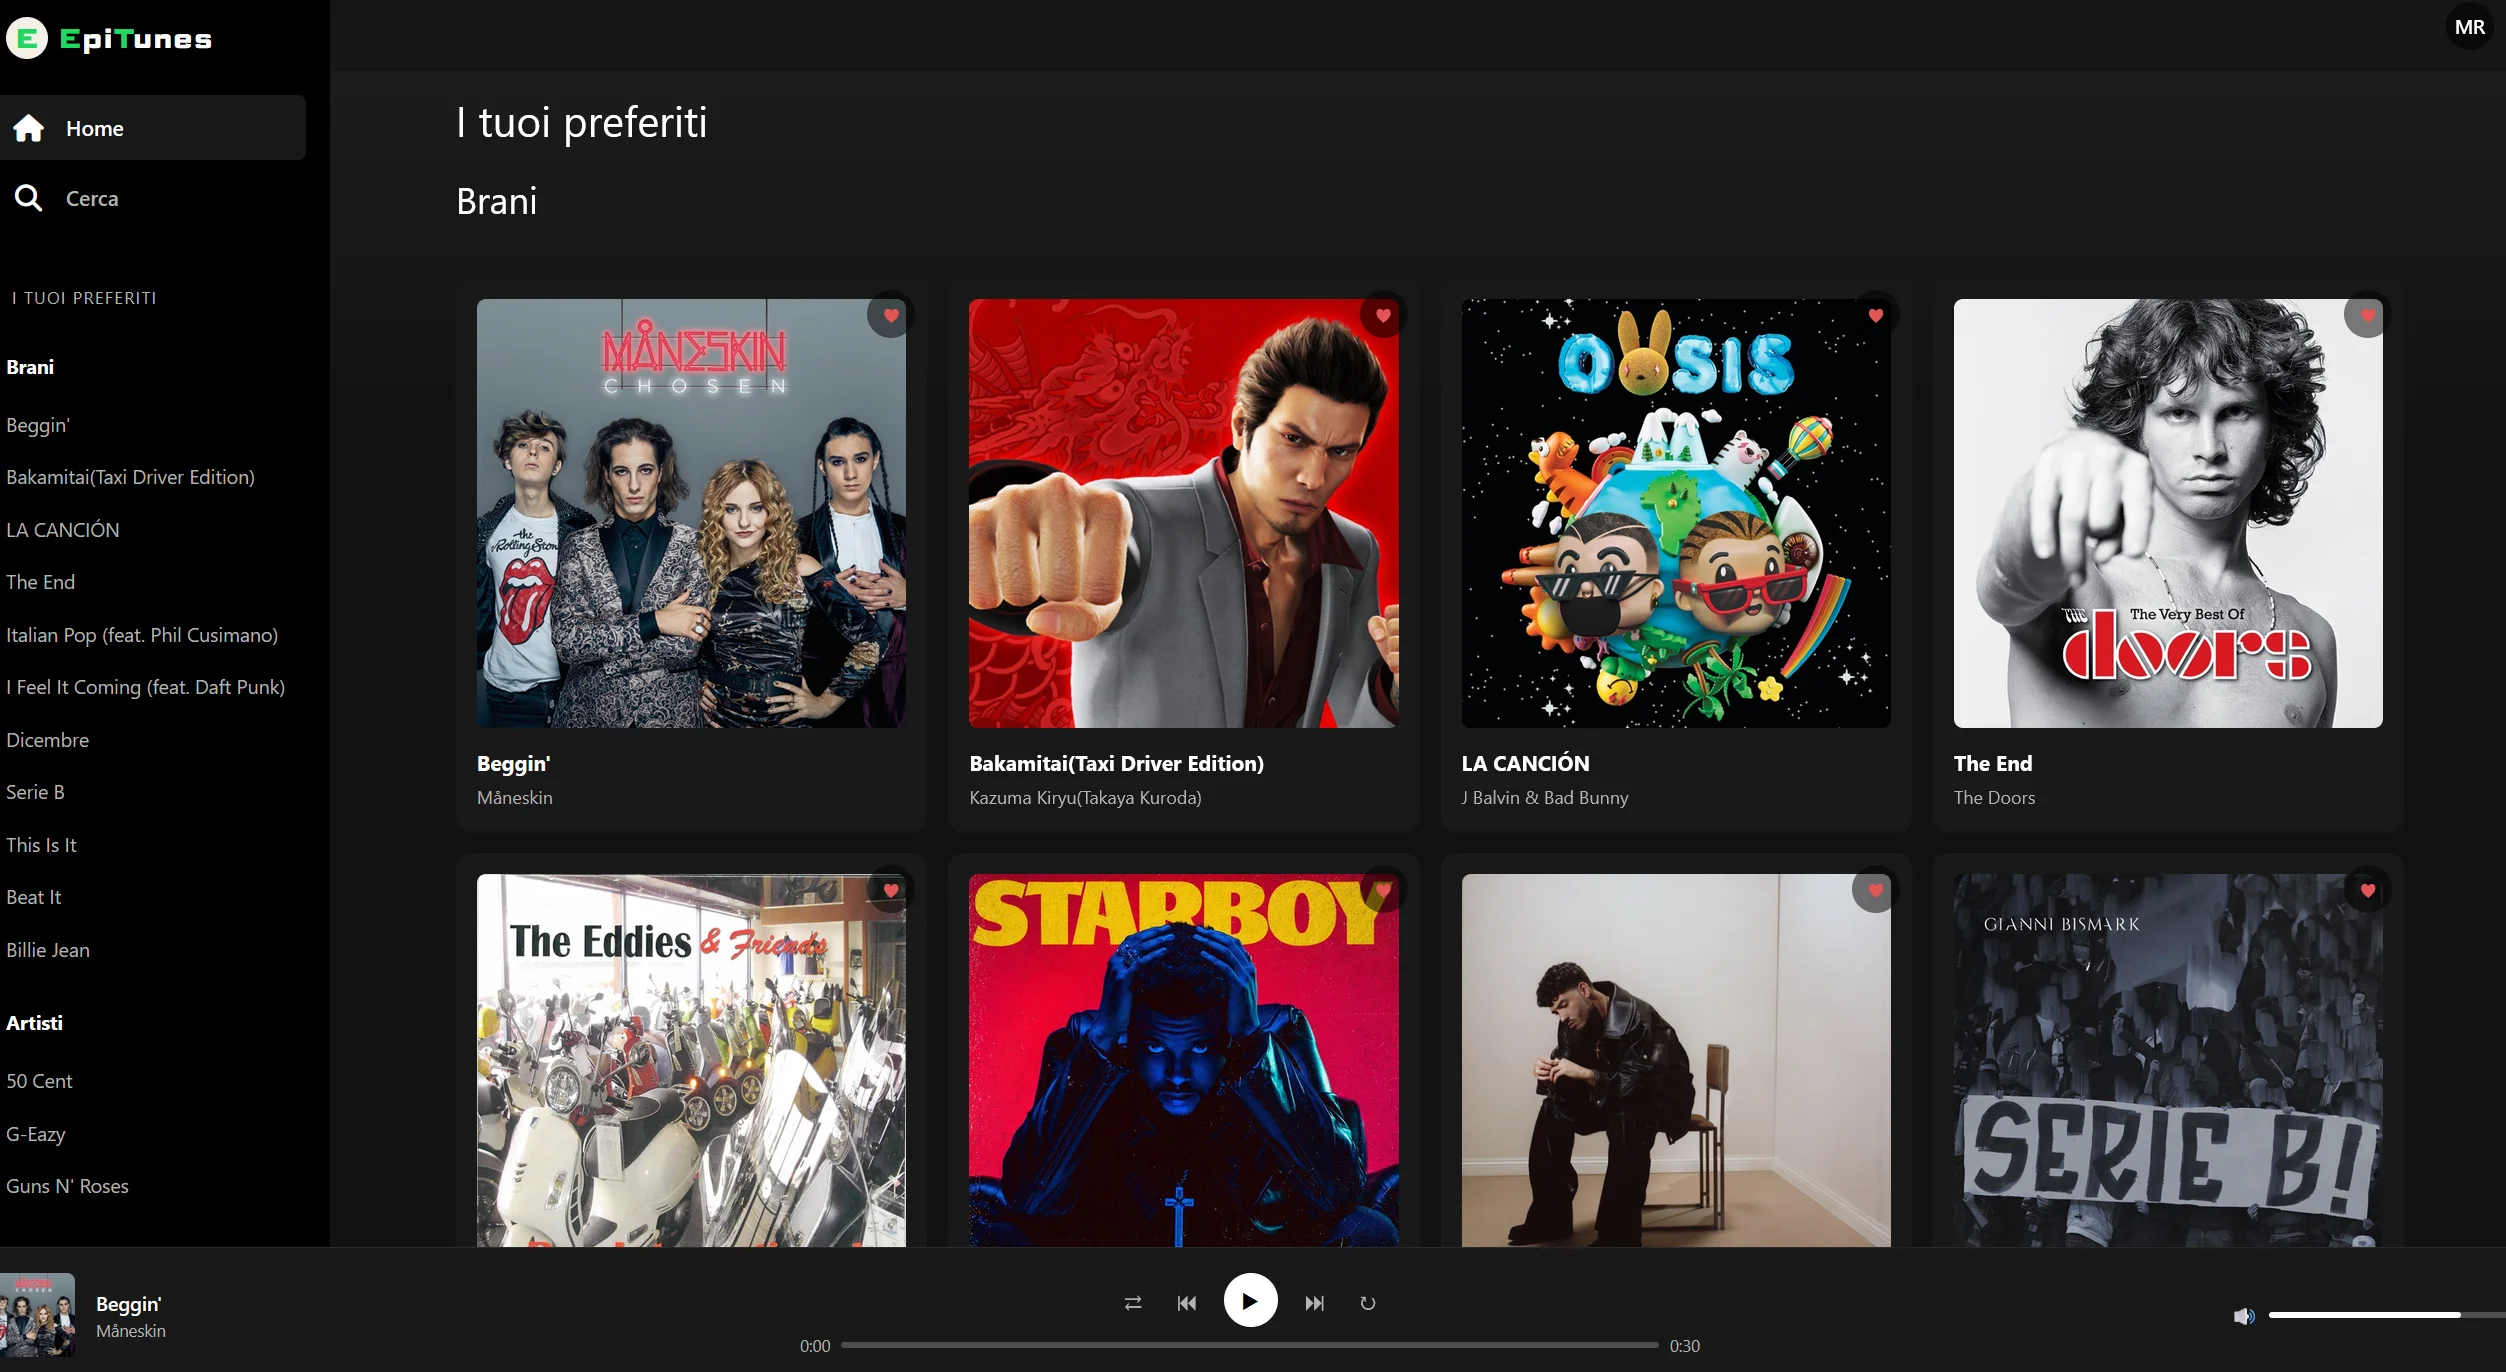 E EpiTunes
MR
Home
Cerca
I TUOI PREFERITI
Brani
Beggin'
Bakamitai(Taxi Driver Edition)
LA CANCIÓN
The End
Italian Pop (feat. Phil Cusimano)
I Feel It Coming (feat. Daft Punk)
Dicembre
Serie B
This Is It
Beat It
Billie Jean
Artisti
50 Cent
G-Eazy
Guns N' Roses
I tuoi preferiti
Brani
MÅNESKIN
CHOSEN
the
Rolling Ston
Beggin'
Måneskin
Bakamitai(Taxi Driver Edition)
Kazuma Kiryu(Takaya Kuroda)
OASIS
LA CANCIÓN
J Balvin & Bad Bunny
The Very Best Of
THE
doors
The End
The Doors
The Eddies & Friends
STARBOY
GIANNI BISMARK
SERIE B!
Beggin'
Måneskin
0:00
0:30